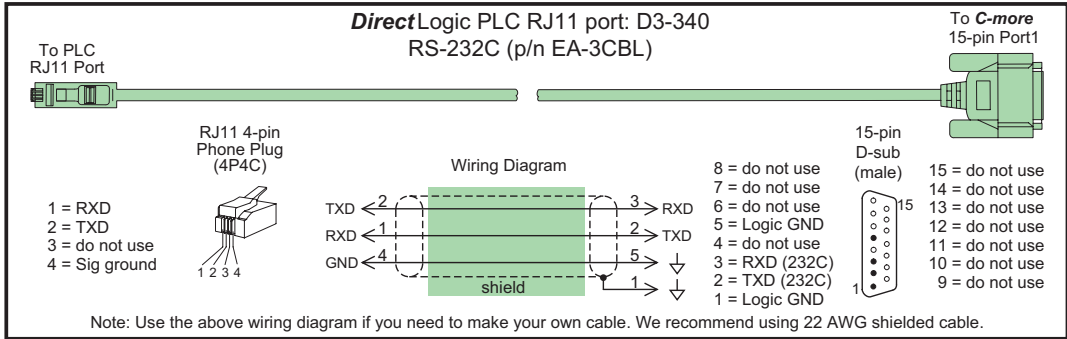 DirectLogic PLC RJ11 port: D3-340
RS-232C (p/n EA-3CBL)
To PLC
RJ11 Port
To C-more
15-pin Port1
RJ11 4-pin
Phone Plug
(4P4C)
1 = RXD
2 = TXD
3 = do not use
4 = Sig ground
1 2 3 4
Wiring Diagram
TXD 2 3 RXD
RXD 1 2 TXD
GND 4 5
1
shield
8 = do not use
7 = do not use
6 = do not use
5 = Logic GND
4 = do not use
3 = RXD (232C)
2 = TXD (232C)
1 = Logic GND
15-pin
D-sub
(male)
15
1
15 = do not use
14 = do not use
13 = do not use
12 = do not use
11 = do not use
10 = do not use
9 = do not use
Note: Use the above wiring diagram if you need to make your own cable. We recommend using 22 AWG shielded cable.